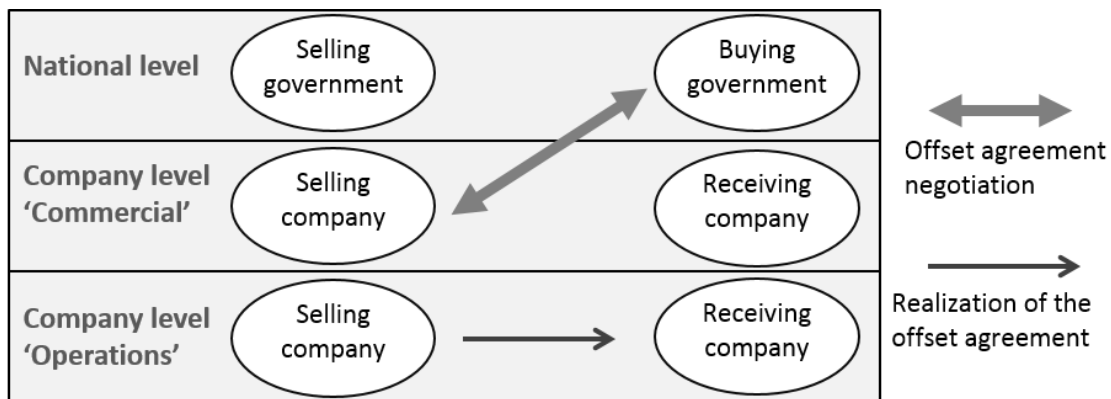 National level
Selling
government
Buying
government
Company level
‘Commercial’
Selling
company
Receiving
company
Company level
‘Operations’
Selling
company
Receiving
company
Offset agreement
negotiation
Realization of the
offset agreement